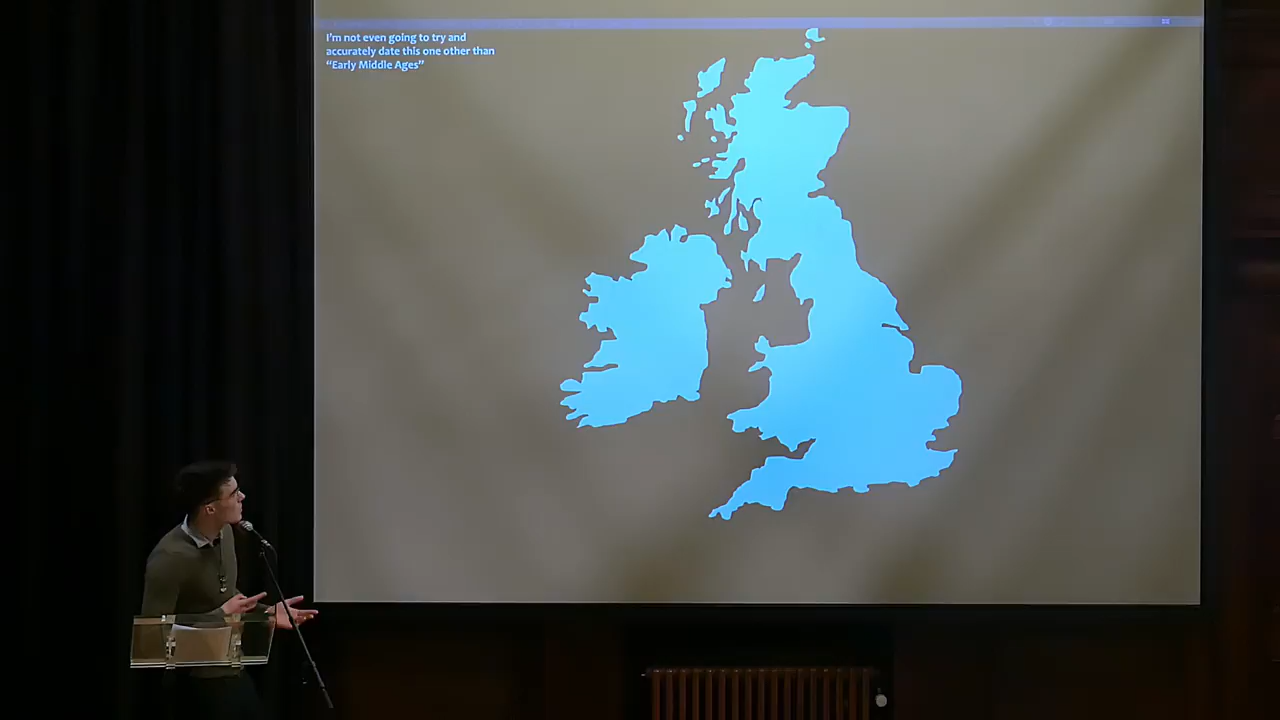 I'm not even going to try and
accurately date this one other than
“Early Middle Ages”